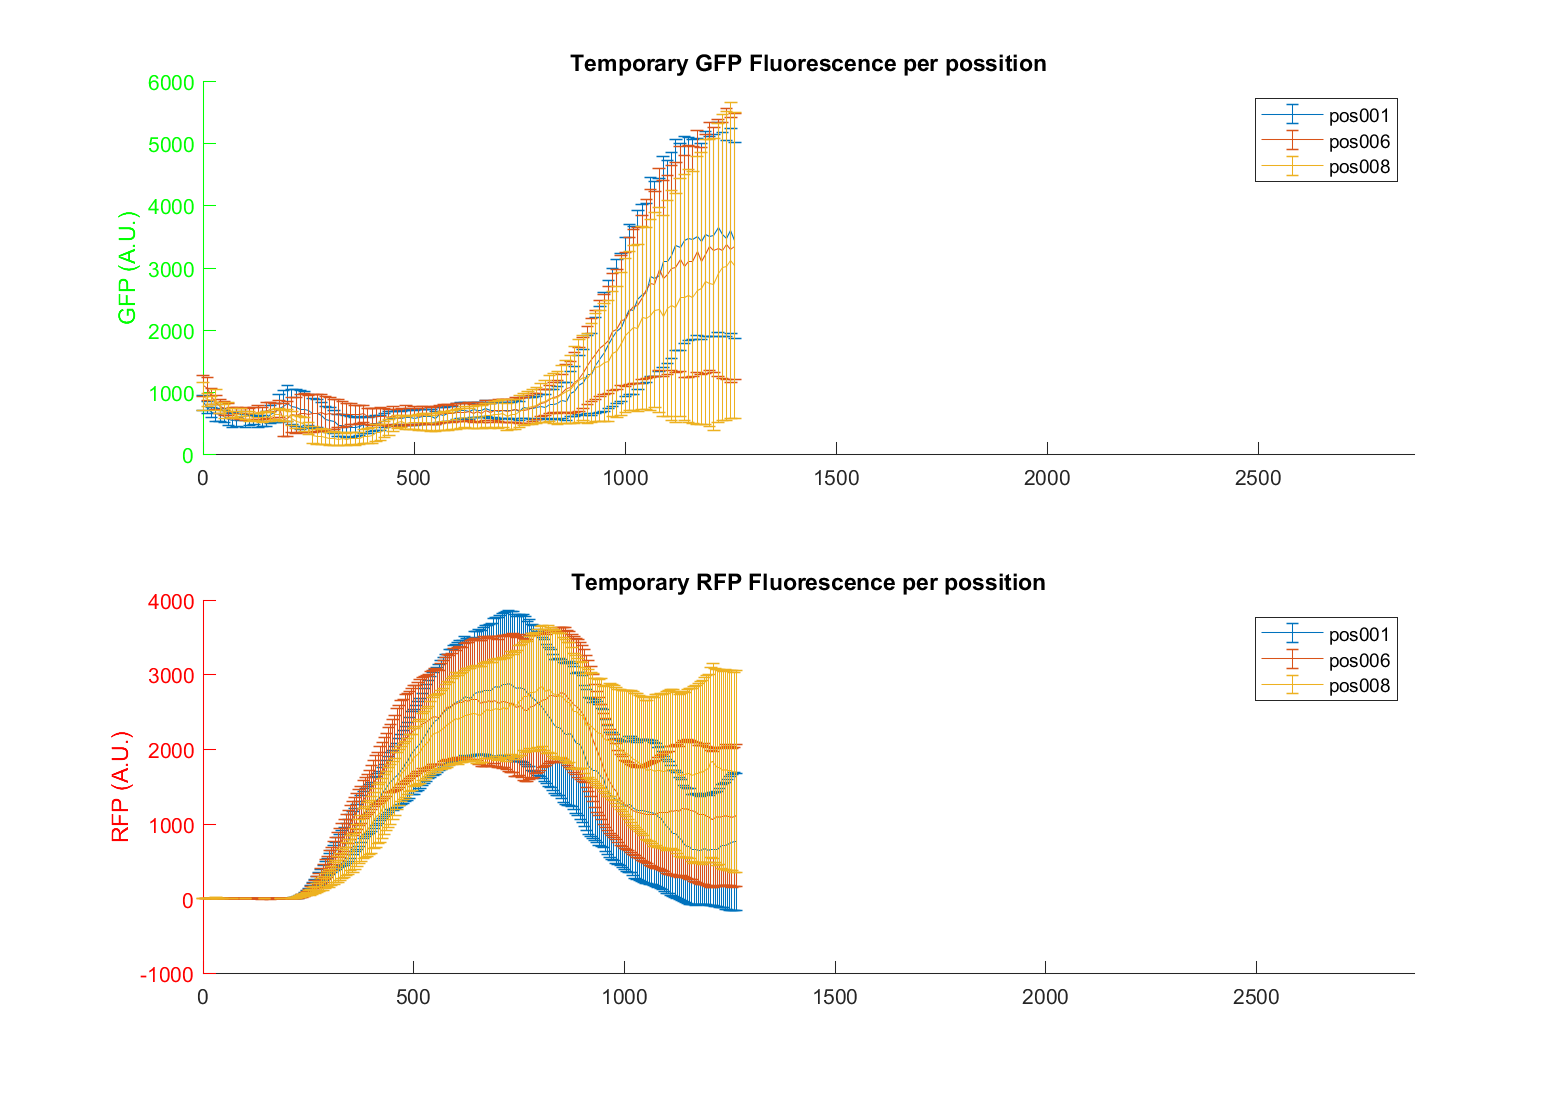 Temporary GFP Fluorescence per possition
6000
5000
4000
3000
2000
1000
0
GFP (A.U.)
0 500 1000 1500 2000 2500
pos001
pos006
pos008
Temporary RFP Fluorescence per possition
4000
3000
2000
1000
0
-1000
RFP (A.U.)
0 500 1000 1500 2000 2500
pos001
pos006
pos008